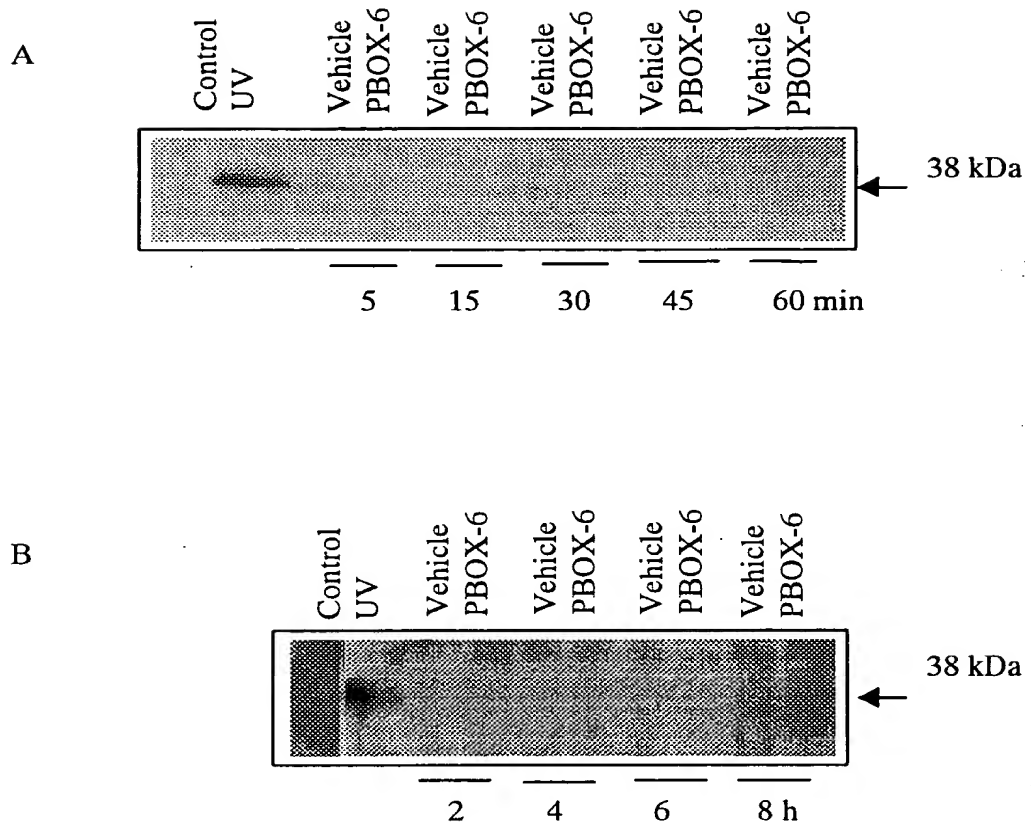 A
Control
UV
Vehicle
PBOX-6
Vehicle
PBOX-6
Vehicle
PBOX-6
Vehicle
PBOX-6
Vehicle
PBOX-6
38 kDa
5 15 30 45 60 min
B
Control
UV
Vehicle
PBOX-6
Vehicle
PBOX-6
Vehicle
PBOX-6
Vehicle
PBOX-6
38 kDa
2 4 6 8 h